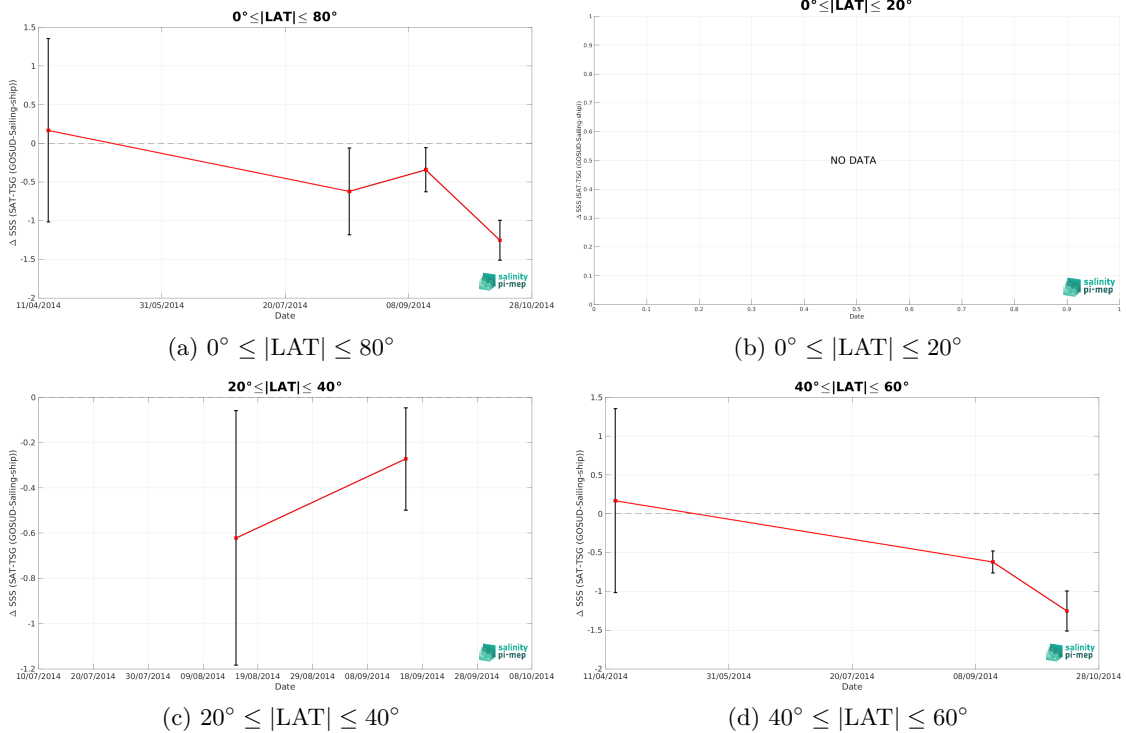 0°≤|LAT|≤ 80°
1.5
1
0.5
0
-0.5
-1
-1.5
-2
Δ SSS (SAT-TSG (GOSUD-Sailing-ship))
11/04/2014 31/05/2014 20/07/2014 08/09/2014 28/10/2014
Date
salinity
pi-mep
(a) 0° ≤ |LAT| ≤ 80°
0°≤|LAT|≤ 20°
1
0.9
0.8
0.7
0.6
0.5
0.4
0.3
0.2
0.1
0
Δ SSS (SAT-TSG (GOSUD-Sailing-ship))
NO DATA
0 0.1 0.2 0.3 0.4 0.5 0.6 0.7 0.8 0.9 1
Date
salinity
pi-mep
(b) 0° ≤ |LAT| ≤ 20°
20°≤|LAT|≤ 40°
0
-0.2
-0.4
-0.6
-0.8
-1
-1.2
Δ SSS (SAT-TSG (GOSUD-Sailing-ship))
10/07/2014 20/07/2014 30/07/2014 09/08/2014 19/08/2014 29/08/2014 08/09/2014 18/09/2014 28/09/2014 08/10/2014
Date
salinity
pi-mep
(c) 20° ≤ |LAT| ≤ 40°
40°≤|LAT|≤ 60°
1.5
1
0.5
0
-0.5
-1
-1.5
-2
Δ SSS (SAT-TSG (GOSUD-Sailing-ship))
11/04/2014 31/05/2014 20/07/2014 08/09/2014 28/10/2014
Date
salinity
pi-mep
(d) 40° ≤ |LAT| ≤ 60°